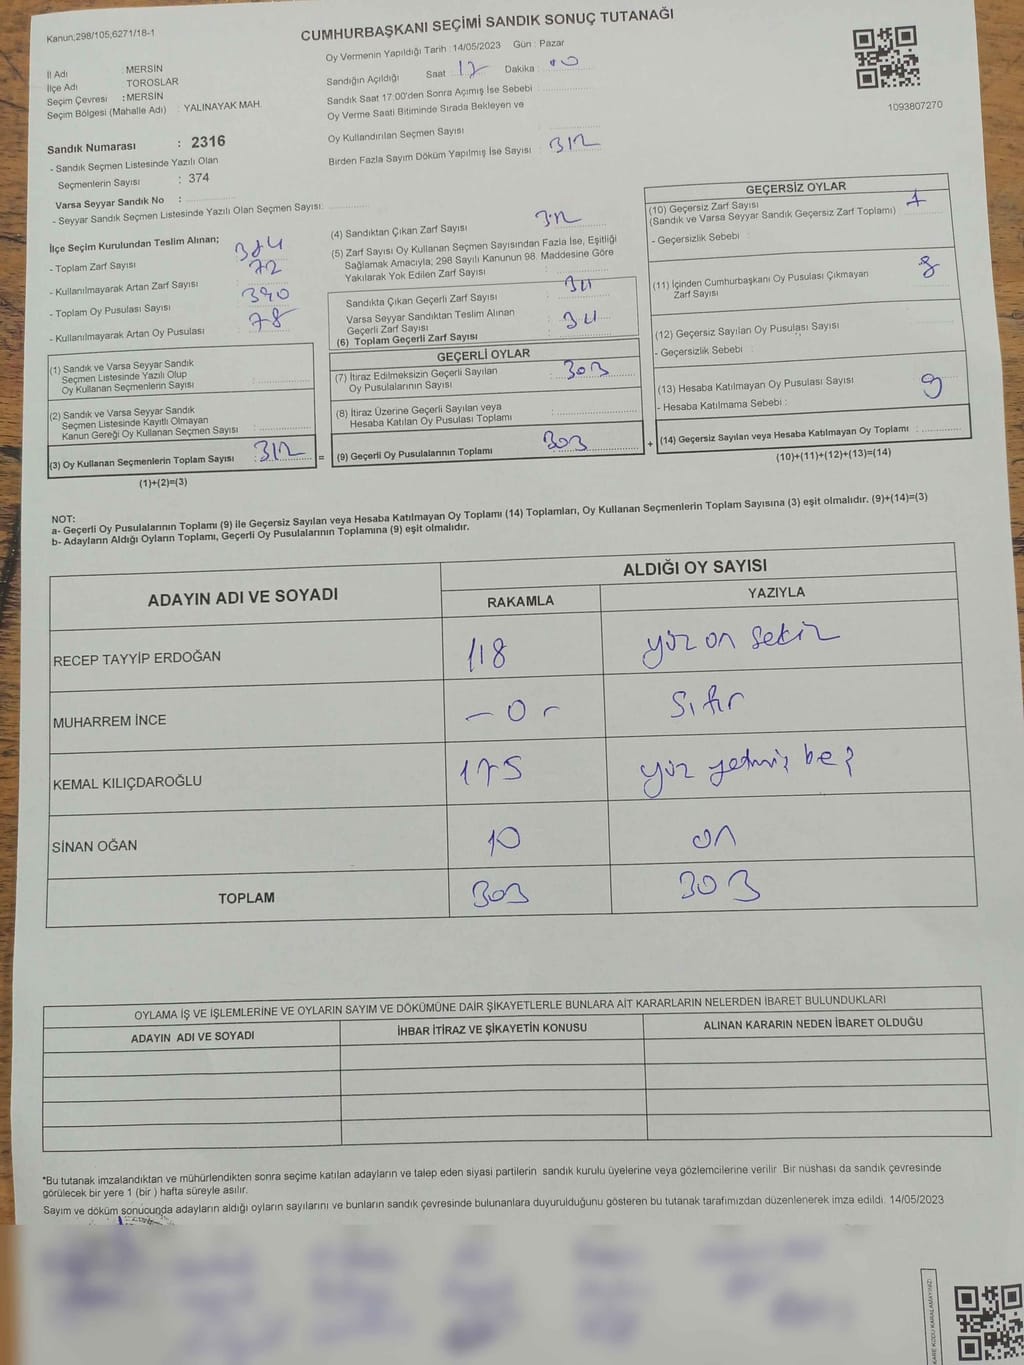 Kanun;298/105;6271/18-1
CUMHURBAŞKANI SEÇİMİ SANDIK SONUÇ TUTANAĞI
İl Adı : MERSİN
İlçe Adı TOROSLAR
Seçim Çevresi : MERSİN
Seçim Bölgesi (Mahalle Adı) : YALINAYAK MAH.
Oy Vermenin Yapıldığı Tarih : 14/05/2023 Gün : Pazar
Sandığın Açıldığı Saat 17 Dakika : 00
Sandık Saat 17:00'den Sonra Açımış İse Sebebi :
Oy Verme Saati Bitiminde Sırada Bekleyen ve
Oy Kullandırılan Seçmen Sayısı :
Birden Fazla Sayım Döküm Yapılmış İse Sayısı : 312
1093807270
Sandık Numarası : 2316
- Sandık Seçmen Listesinde Yazılı Olan
Seçmenlerin Sayısı : 374
Varsa Seyyar Sandık No :
- Seyyar Sandık Seçmen Listesinde Yazılı Olan Seçmen Sayısı:
İlçe Seçim Kurulundan Teslim Alınan;
- Toplam Zarf Sayısı 384
- Kullanılmayarak Artan Zarf Sayısı : 72
- Toplam Oy Pusulası Sayısı : 390
- Kullanılmayarak Artan Oy Pusulası : 78
(1) Sandık ve Varsa Seyyar Sandık
Seçmen Listesinde Yazılı Olup
Oy Kullanan Seçmenlerin Sayısı :
(2) Sandık ve Varsa Seyyar Sandık
Seçmen Listesinde Kayıtlı Olmayan
Kanun Gereği Oy Kullanan Seçmen Sayısı :
(3) Oy Kullanan Seçmenlerin Toplam Sayısı : 312 =
(1)+(2)=(3)
(4) Sandıktan Çıkan Zarf Sayısı : 312
(5) Zarf Sayısı Oy Kullanan Seçmen Sayısından Fazla İse, Eşitliği
Sağlamak Amacıyla; 298 Sayılı Kanunun 98. Maddesine Göre
Yakılarak Yok Edilen Zarf Sayısı :
Sandıkta Çıkan Geçerli Zarf Sayısı : 311
Varsa Seyyar Sandıktan Teslim Alınan
Geçerli Zarf Sayısı :
(6) Toplam Geçerli Zarf Sayısı : 311
GEÇERLİ OYLAR
(7) İtiraz Edilmeksizin Geçerli Sayılan
Oy Pusulalarının Sayısı : 303
(8) İtiraz Üzerine Geçerli Sayılan veya
Hesaba Katılan Oy Pusulası Toplamı :
(9) Geçerli Oy Pusulalarının Toplamı : 303 +
GEÇERSİZ OYLAR
(10) Geçersiz Zarf Sayısı
(Sandık ve Varsa Seyyar Sandık Geçersiz Zarf Toplamı) : 1
- Geçersizlik Sebebi :
(11) İçinden Cumhurbaşkanı Oy Pusulası Çıkmayan
Zarf Sayısı : 8
(12) Geçersiz Sayılan Oy Pusulası Sayısı :
- Geçersizlik Sebebi :
(13) Hesaba Katılmayan Oy Pusulası Sayısı : 9
- Hesaba Katılmama Sebebi :
(14) Geçersiz Sayılan veya Hesaba Katılmayan Oy Toplamı :
(10)+(11)+(12)+(13)=(14)
NOT:
a- Geçerli Oy Pusulalarının Toplamı (9) ile Geçersiz Sayılan veya Hesaba Katılmayan Oy Toplamı (14) Toplamları, Oy Kullanan Seçmenlerin Toplam Sayısına (3) eşit olmalıdır. (9)+(14)=(3)
b- Adayların Aldığı Oyların Toplamı, Geçerli Oy Pusulalarının Toplamına (9) eşit olmalıdır.
ADAYIN ADI VE SOYADI ALDIĞI OY SAYISI
RAKAMLA YAZIYLA
RECEP TAYYİP ERDOĞAN 118 yüz on sekiz
MUHARREM İNCE - 0 - Sıfır
KEMAL KILIÇDAROĞLU 175 yüz yetmiş beş
SİNAN OĞAN 10 on
TOPLAM 303 303
OYLAMA İŞ VE İŞLEMLERİNE VE OYLARIN SAYIM VE DÖKÜMÜNE DAİR ŞİKAYETLERLE BUNLARA AİT KARARLARIN NELERDEN İBARET BULUNDUKLARI
ADAYIN ADI VE SOYADI İHBAR İTİRAZ VE ŞİKAYETİN KONUSU ALINAN KARARIN NEDEN İBARET OLDUĞU
*Bu tutanak imzalandıktan ve mühürlendikten sonra seçime katılan adayların ve talep eden siyasi partilerin sandık kurulu üyelerine veya gözlemcilerine verilir. Bir nüshası da sandık çevresinde
görülecek bir yere 1 (bir ) hafta süreyle asılır.
Sayım ve döküm sonucunda adayların aldığı oyların sayılarını ve bunların sandık çevresinde bulunanlara duyurulduğunu gösteren bu tutanak tarafımızdan düzenlenerek imza edildi. 14/05/2023
KARE KODU KARALAMAYINIZ!